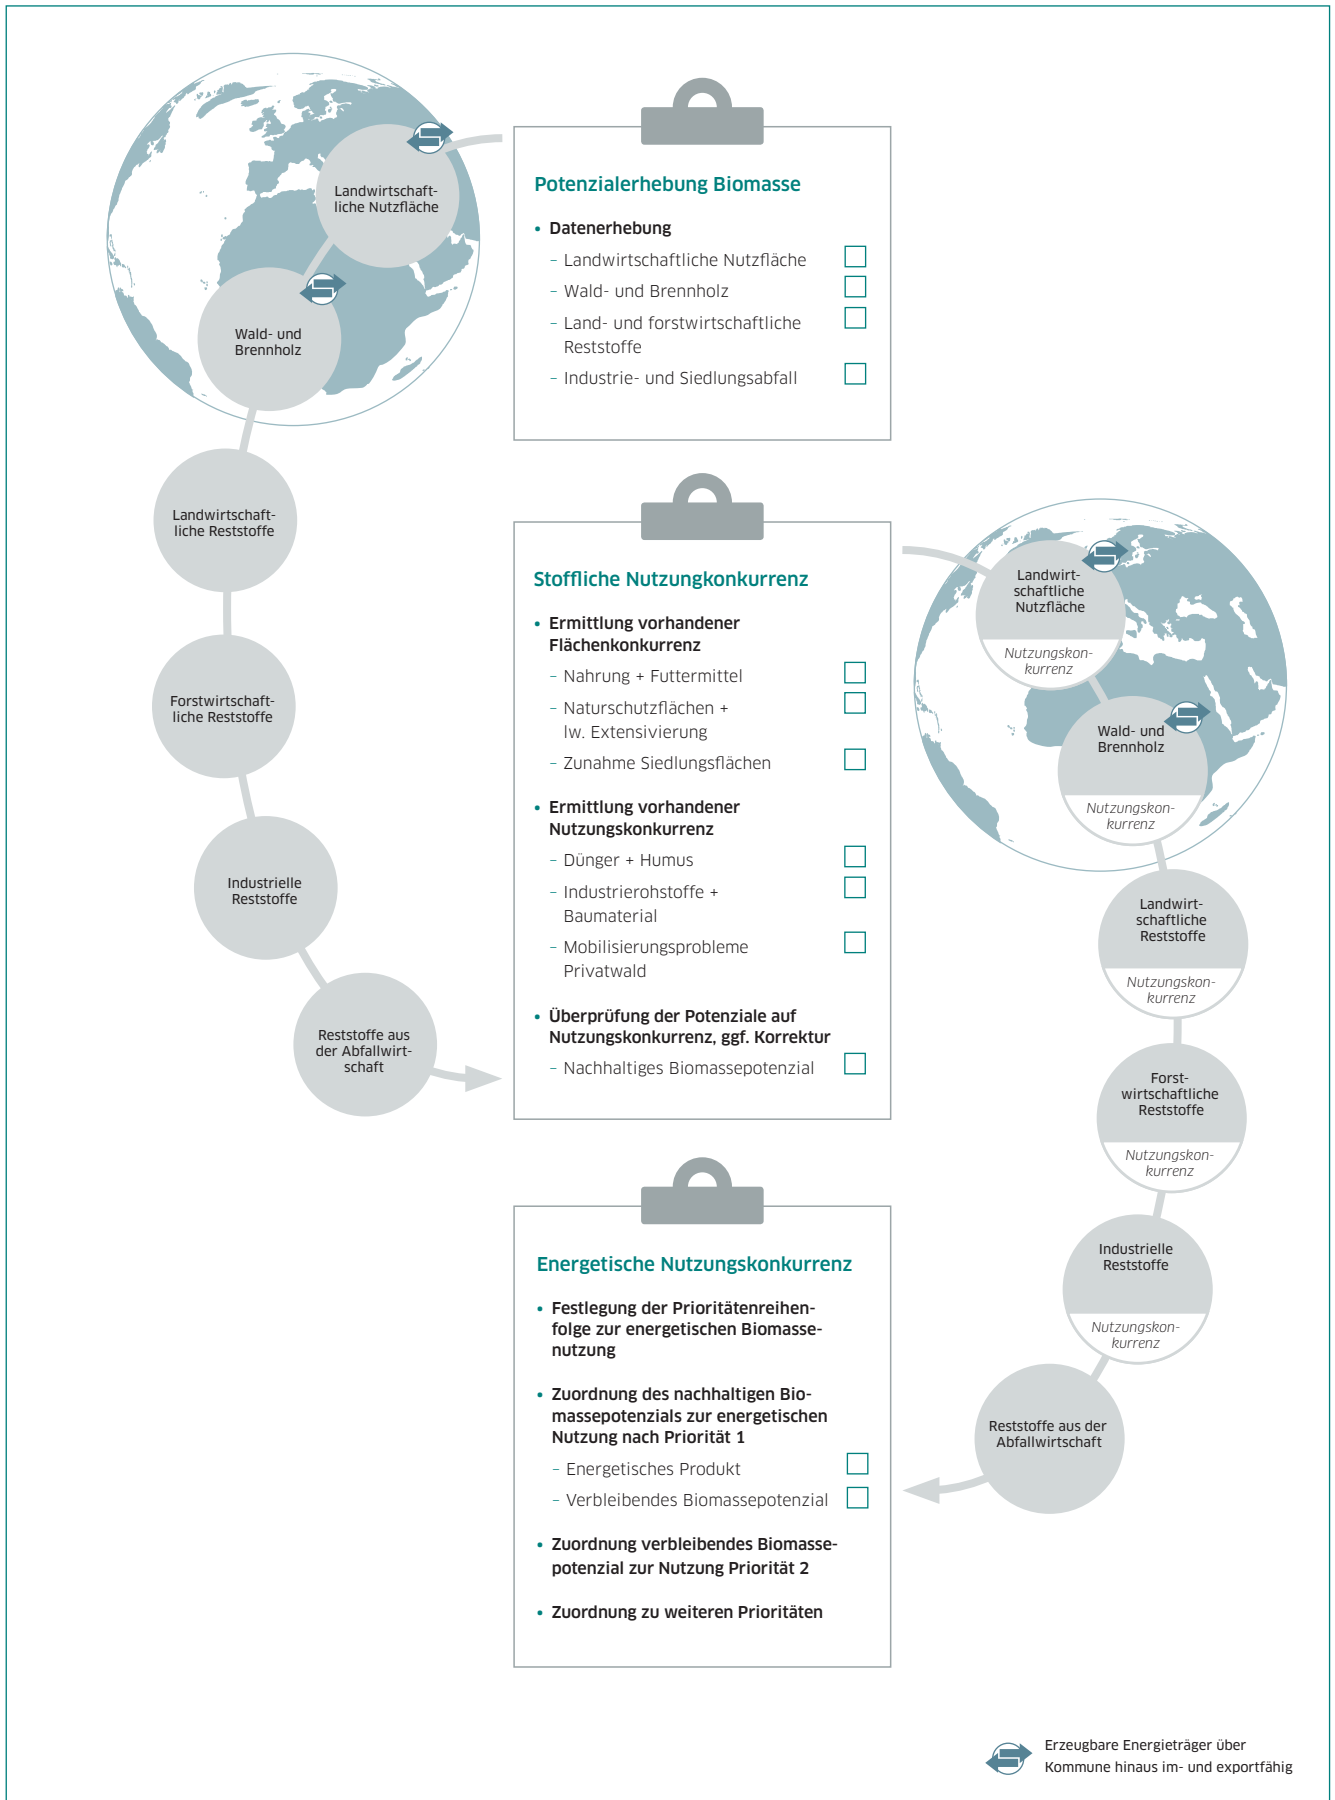 Landwirtschaft-
liche Nutzfläche
Wald- und
Brennholz
Landwirtschaft-
liche Reststoffe
Forstwirtschaft-
liche Reststoffe
Industrielle
Reststoffe
Reststoffe aus
der Abfallwirt-
schaft
Potenzialerhebung Biomasse
• Datenerhebung
– Landwirtschaftliche Nutzfläche
– Wald- und Brennholz
– Land- und forstwirtschaftliche
Reststoffe
– Industrie- und Siedlungsabfall
Stoffliche Nutzungkonkurrenz
• Ermittlung vorhandener
Flächenkonkurrenz
– Nahrung + Futtermittel
– Naturschutzflächen +
lw. Extensivierung
– Zunahme Siedlungsflächen
• Ermittlung vorhandener
Nutzungskonkurrenz
– Dünger + Humus
– Industrierohstoffe +
Baumaterial
– Mobilisierungsprobleme
Privatwald
• Überprüfung der Potenziale auf
Nutzungskonkurrenz, ggf. Korrektur
– Nachhaltiges Biomassepotenzial
Landwirt-
schaftliche
Nutzfläche
Nutzungskon-
kurrenz
Wald- und
Brennholz
Nutzungskon-
kurrenz
Landwirt-
schaftliche
Reststoffe
Nutzungskon-
kurrenz
Forst-
wirtschaftliche
Reststoffe
Nutzungskon-
kurrenz
Industrielle
Reststoffe
Nutzungskon-
kurrenz
Reststoffe aus der
Abfallwirtschaft
Energetische Nutzungskonkurrenz
• Festlegung der Prioritätenreihen-
folge zur energetischen Biomasse-
nutzung
• Zuordnung des nachhaltigen Bio-
massepotenzials zur energetischen
Nutzung nach Priorität 1
– Energetisches Produkt
– Verbleibendes Biomassepotenzial
• Zuordnung verbleibendes Biomasse-
potenzial zur Nutzung Priorität 2
• Zuordnung zu weiteren Prioritäten
Erzeugbare Energieträger über
Kommune hinaus im- und exportfähig